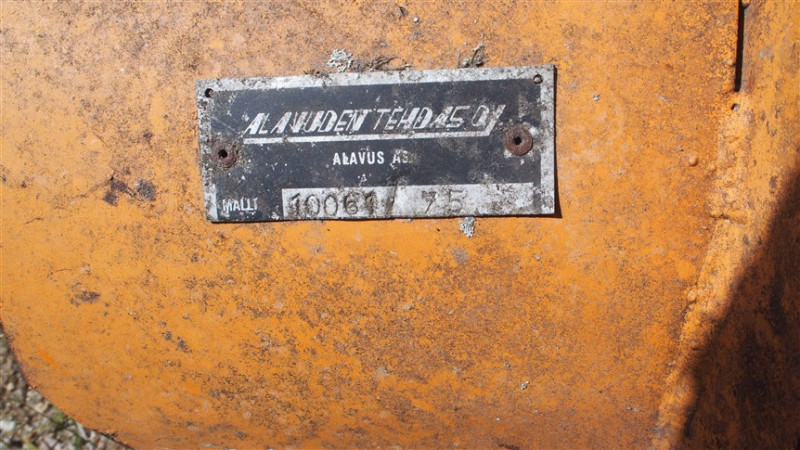 ALAVUDEN TEHDAS OY
ALAVUS AS.
MALLI 10061 / 75